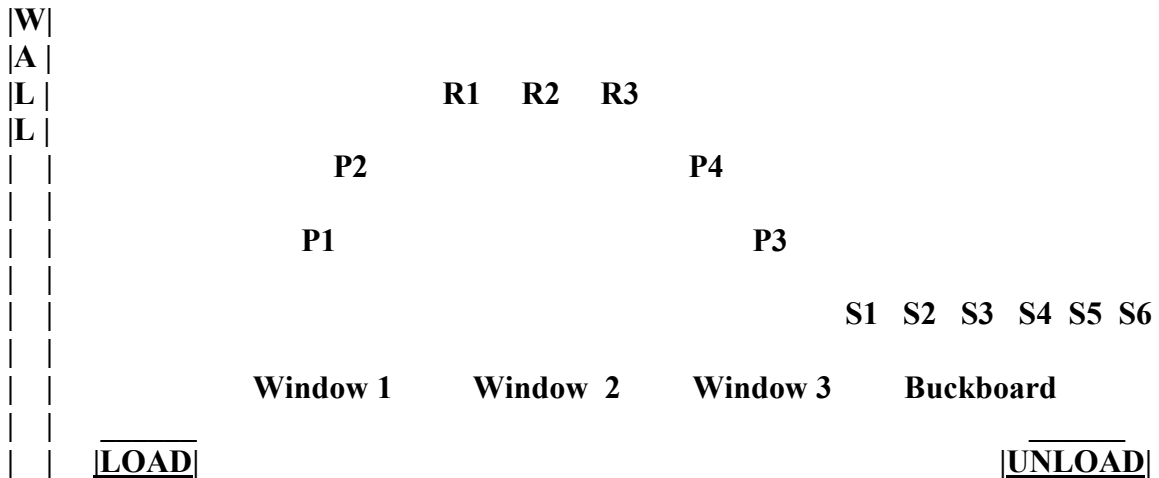 |W|
|A |
|L | R1 R2 R3
|L |
| | P2 P4
| |
| | P1 P3
| |
| | S1 S2 S3 S4 S5 S6
| |
| | Window 1 Window 2 Window 3 Buckboard
| |
| | |LOAD| |UNLOAD|